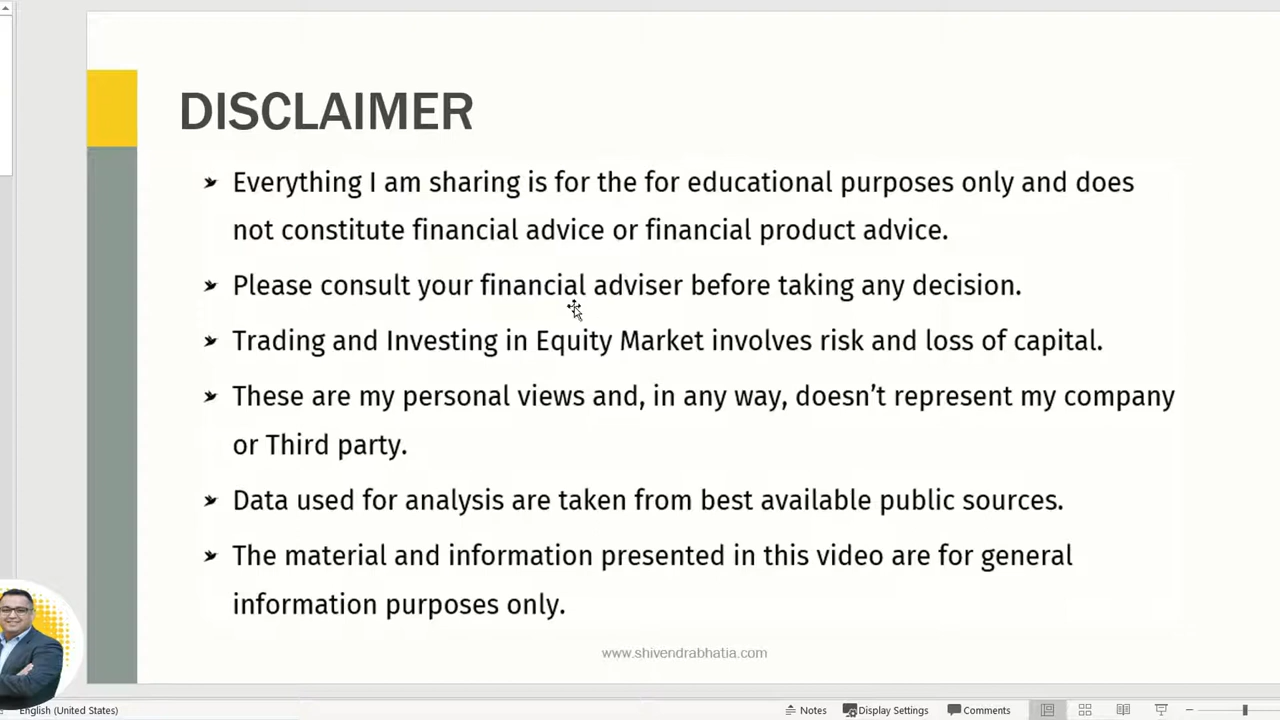 DISCLAIMER
Everything I am sharing is for the for educational purposes only and does
not constitute financial advice or financial product advice.
Please consult your financial adviser before taking any decision.
Trading and Investing in Equity Market involves risk and loss of capital.
These are my personal views and, in any way, doesn't represent my company
or Third party.
Data used for analysis are taken from best available public sources.
The material and information presented in this video are for general
information purposes only.
www.shivendrabhatia.com
English (United States) Notes Display Settings Comments